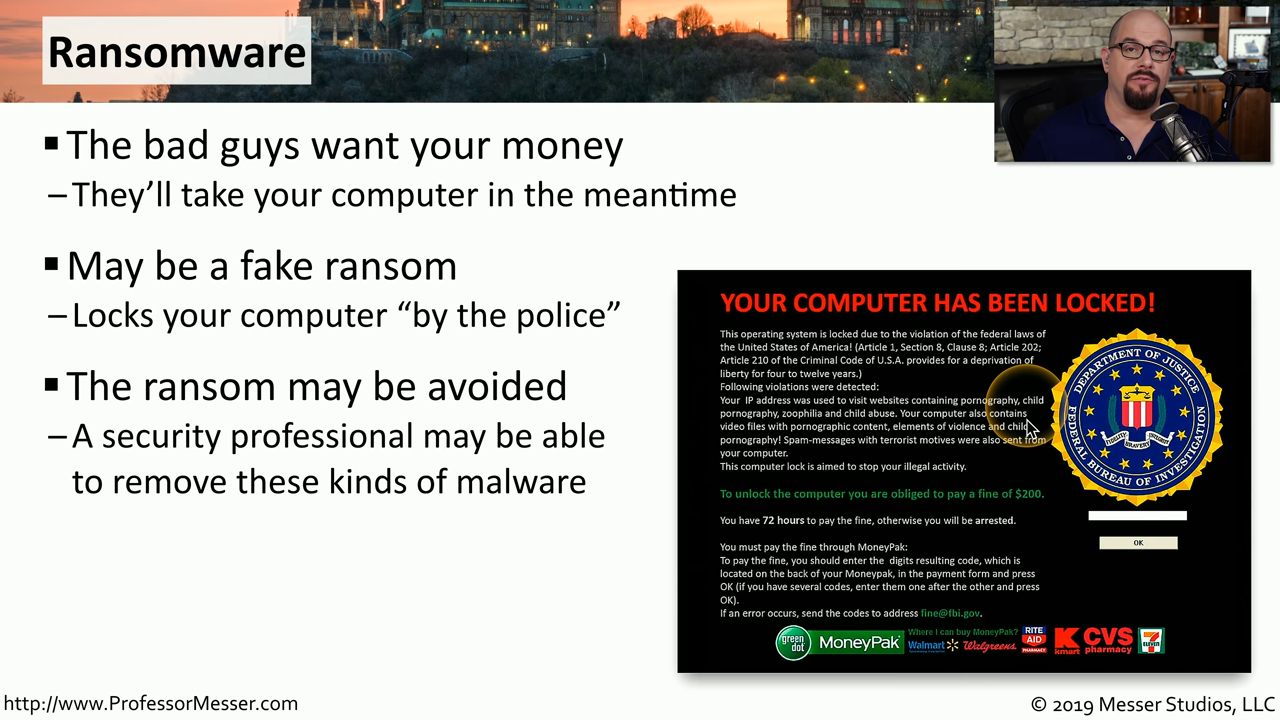 Ransomware
▪ The bad guys want your money
– They'll take your computer in the meantime
▪ May be a fake ransom
– Locks your computer “by the police”
▪ The ransom may be avoided
– A security professional may be able
to remove these kinds of malware
YOUR COMPUTER HAS BEEN LOCKED!
This operating system is locked due to the violation of the federal laws of
the United States of America! (Article 1, Section 8, Clause 8; Article 202;
Article 210 of the Criminal Code of U.S.A. provides for a deprivation of
liberty for four to twelve years.)
Following violations were detected:
Your IP address was used to visit websites containing pornography, child
pornography, zoophilia and child abuse. Your computer also contains
video files with pornographic content, elements of violence and child
pornography! Spam-messages with terrorist motives were also sent from
your computer.
This computer lock is aimed to stop your illegal activity.
To unlock the computer you are obliged to pay a fine of $200.
You have 72 hours to pay the fine, otherwise you will be arrested.
You must pay the fine through MoneyPak:
To pay the fine, you should enter the digits resulting code, which is
located on the back of your Moneypak, in the payment form and press
OK (if you have several codes, enter them one after the other and press
OK).
If an error occurs, send the codes to address fine@fbi.gov.
DEPARTMENT OF JUSTICE
FIDELITY BRAVERY INTEGRITY
FEDERAL BUREAU OF INVESTIGATION
OK
green dot MoneyPak
Where I can buy MoneyPak?
Walmart Walgreens
RITE AID PHARMACY
K kmart
CVS pharmacy
7 ELEVEN
http://www.ProfessorMesser.com
© 2019 Messer Studios, LLC